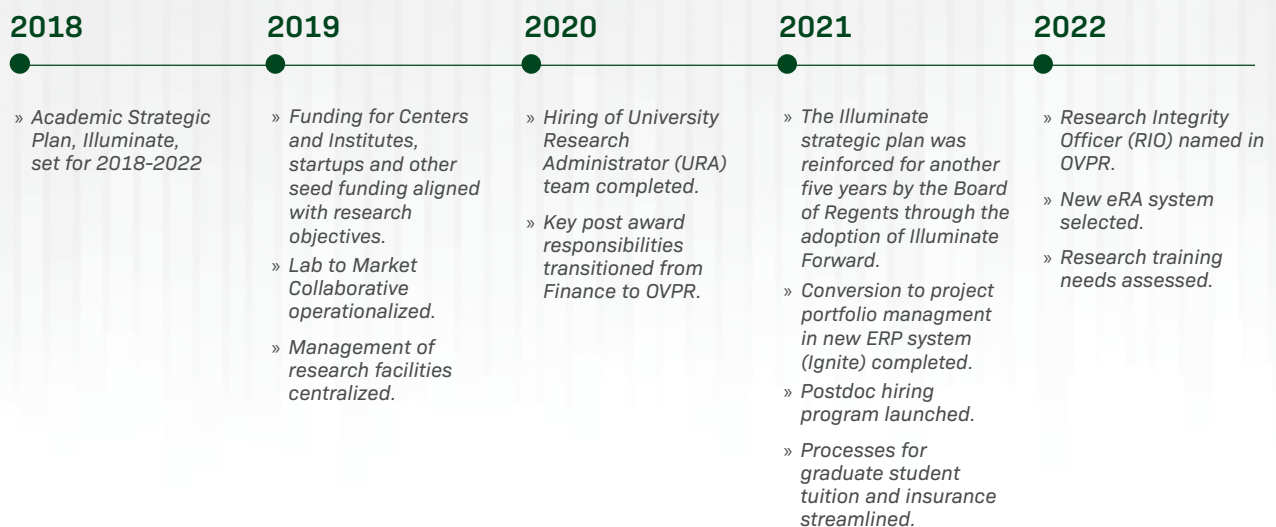 2018
» Academic Strategic
Plan, Illuminate,
set for 2018-2022
2019
» Funding for Centers
and Institutes,
startups and other
seed funding aligned
with research
objectives.
» Lab to Market
Collaborative
operationalized.
» Management of
research facilities
centralized.
2020
» Hiring of University
Research
Administrator (URA)
team completed.
» Key post award
responsibilities
transitioned from
Finance to OVPR.
2021
» The Illuminate
strategic plan was
reinforced for another
five years by the Board
of Regents through the
adoption of Illuminate
Forward.
» Conversion to project
portfolio managment
in new ERP system
(Ignite) completed.
» Postdoc hiring
program launched.
» Processes for
graduate student
tuition and insurance
streamlined.
2022
» Research Integrity
Officer (RIO) named in
OVPR.
» New eRA system
selected.
» Research training
needs assessed.